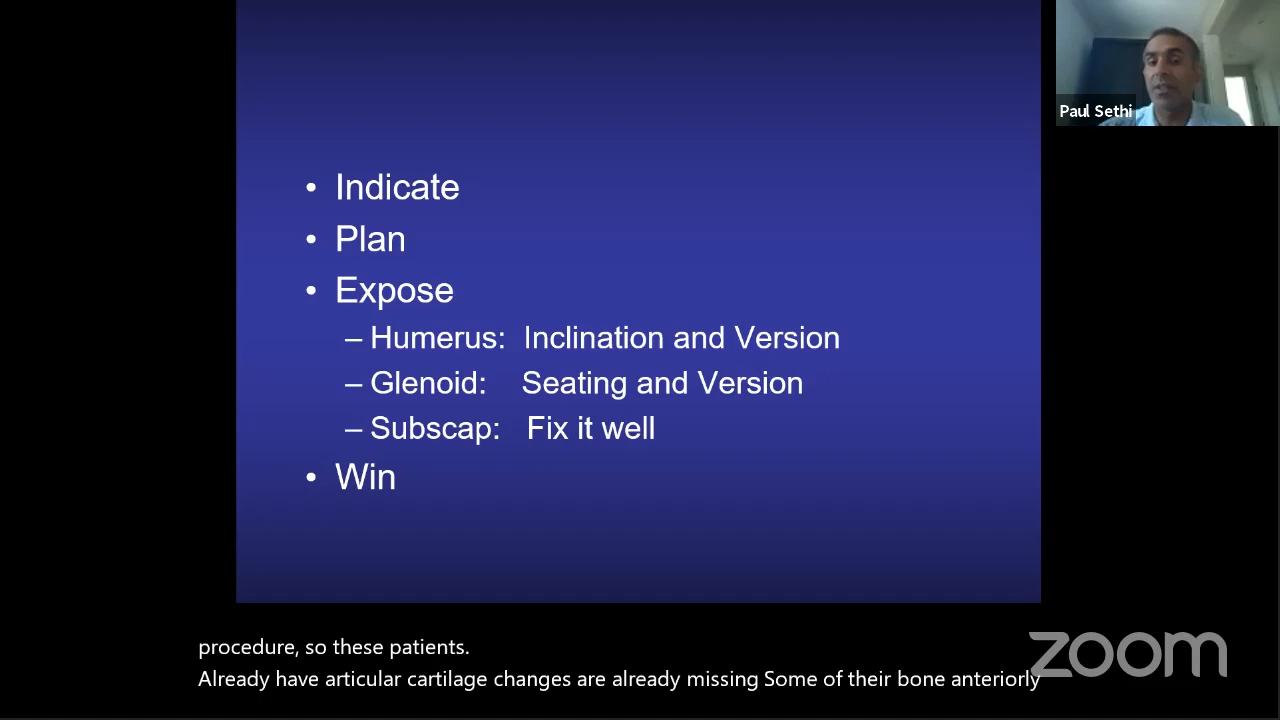 Paul Sethi
• Indicate
• Plan
• Expose
– Humerus: Inclination and Version
– Glenoid: Seating and Version
– Subscap: Fix it well
• Win
procedure, so these patients.
Already have articular cartilage changes are already missing Some of their bone anteriorly
zoom